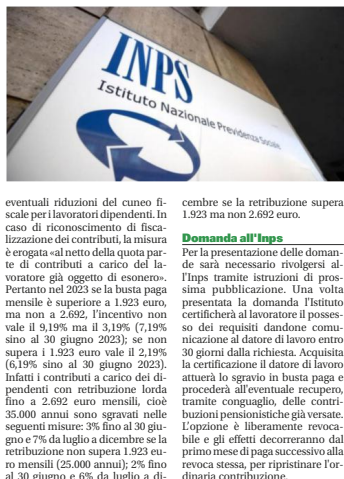 INPS
Istituto Nazionale Previdenza Sociale
eventuali riduzioni del cuneo fi-
scale per i lavoratori dipendenti. In
caso di riconoscimento di fisca-
lizzazione dei contributi, la misura
è erogata «al netto della quota par-
te di contributi a carico del la-
voratore già oggetto di esonero».
Pertanto nel 2023 se la busta paga
mensile è superiore a 1.923 euro,
ma non a 2.692, l'incentivo non
vale il 9,19% ma il 3,19% (7,19%
sino al 30 giugno 2023); se non
supera i 1.923 euro vale il 2,19%
(6,19% sino al 30 giugno 2023).
Infatti i contributi a carico dei di-
pendenti con retribuzione lorda
fino a 2.692 euro mensili, cioè
35.000 annui sono sgravati nelle
seguenti misure: 3% fino al 30 giu-
gno e 7% da luglio a dicembre se la
retribuzione non supera 1.923 eu-
ro mensili (25.000 annui); 2% fino
al 30 giugno e 6% da luglio a di-
cembre se la retribuzione supera
1.923 ma non 2.692 euro.
Domanda all'Inps
Per la presentazione delle doman-
de sarà necessario rivolgersi al-
l'Inps tramite istruzioni di pros-
sima pubblicazione. Una volta
presentata la domanda l'Istituto
certificherà al lavoratore il posses-
so dei requisiti dandone comu-
nicazione al datore di lavoro entro
30 giorni dalla richiesta. Acquisita
la certificazione il datore di lavoro
attuerà lo sgravio in busta paga e
procederà all'eventuale recupero,
tramite conguaglio, delle contri-
buzioni pensionistiche già versate.
L'opzione è liberamente revoca-
bile e gli effetti decorreranno dal
primo mese di paga successivo alla
revoca stessa, per ripristinare l'or-
dinaria contribuzione.